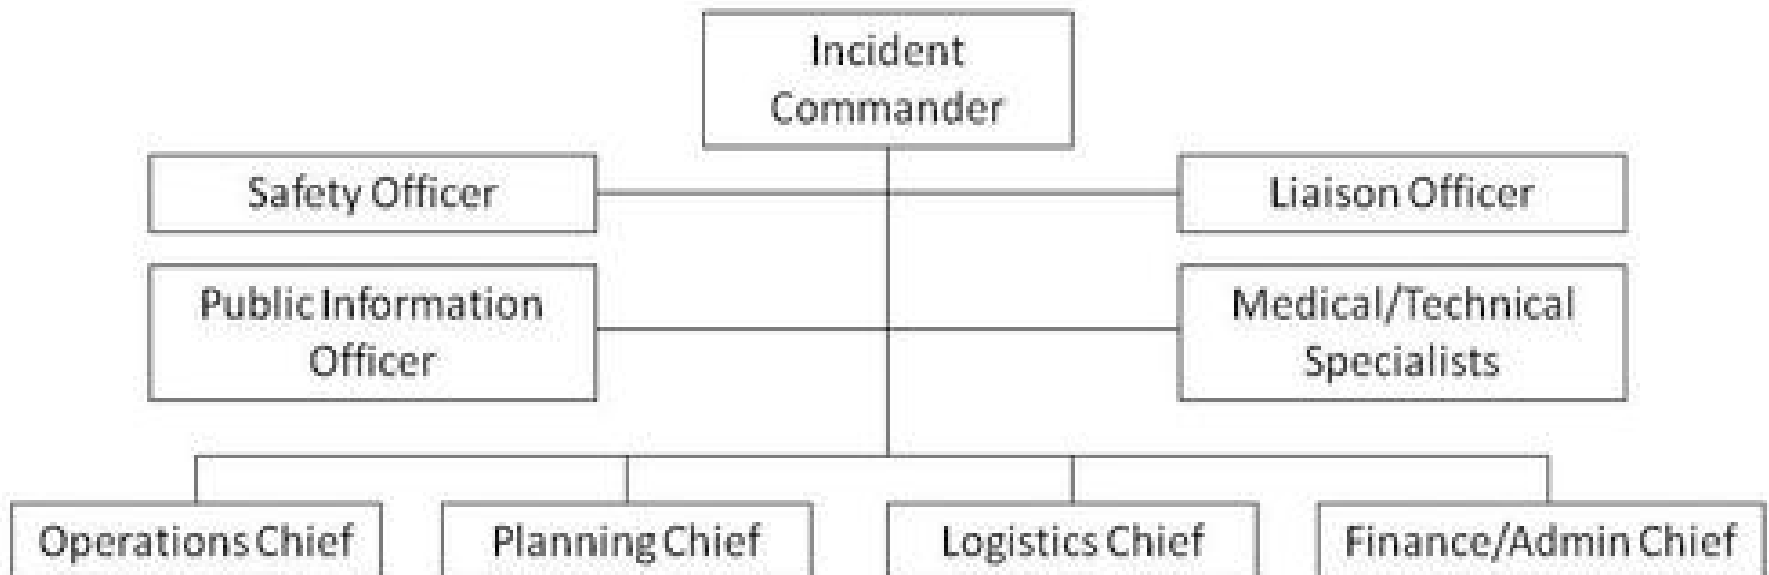 Incident
Commander
Safety Officer
Liaison Officer
Public Information
Officer
Medical/Technical
Specialists
Operations Chief
Planning Chief
Logistics Chief
Finance/Admin Chief